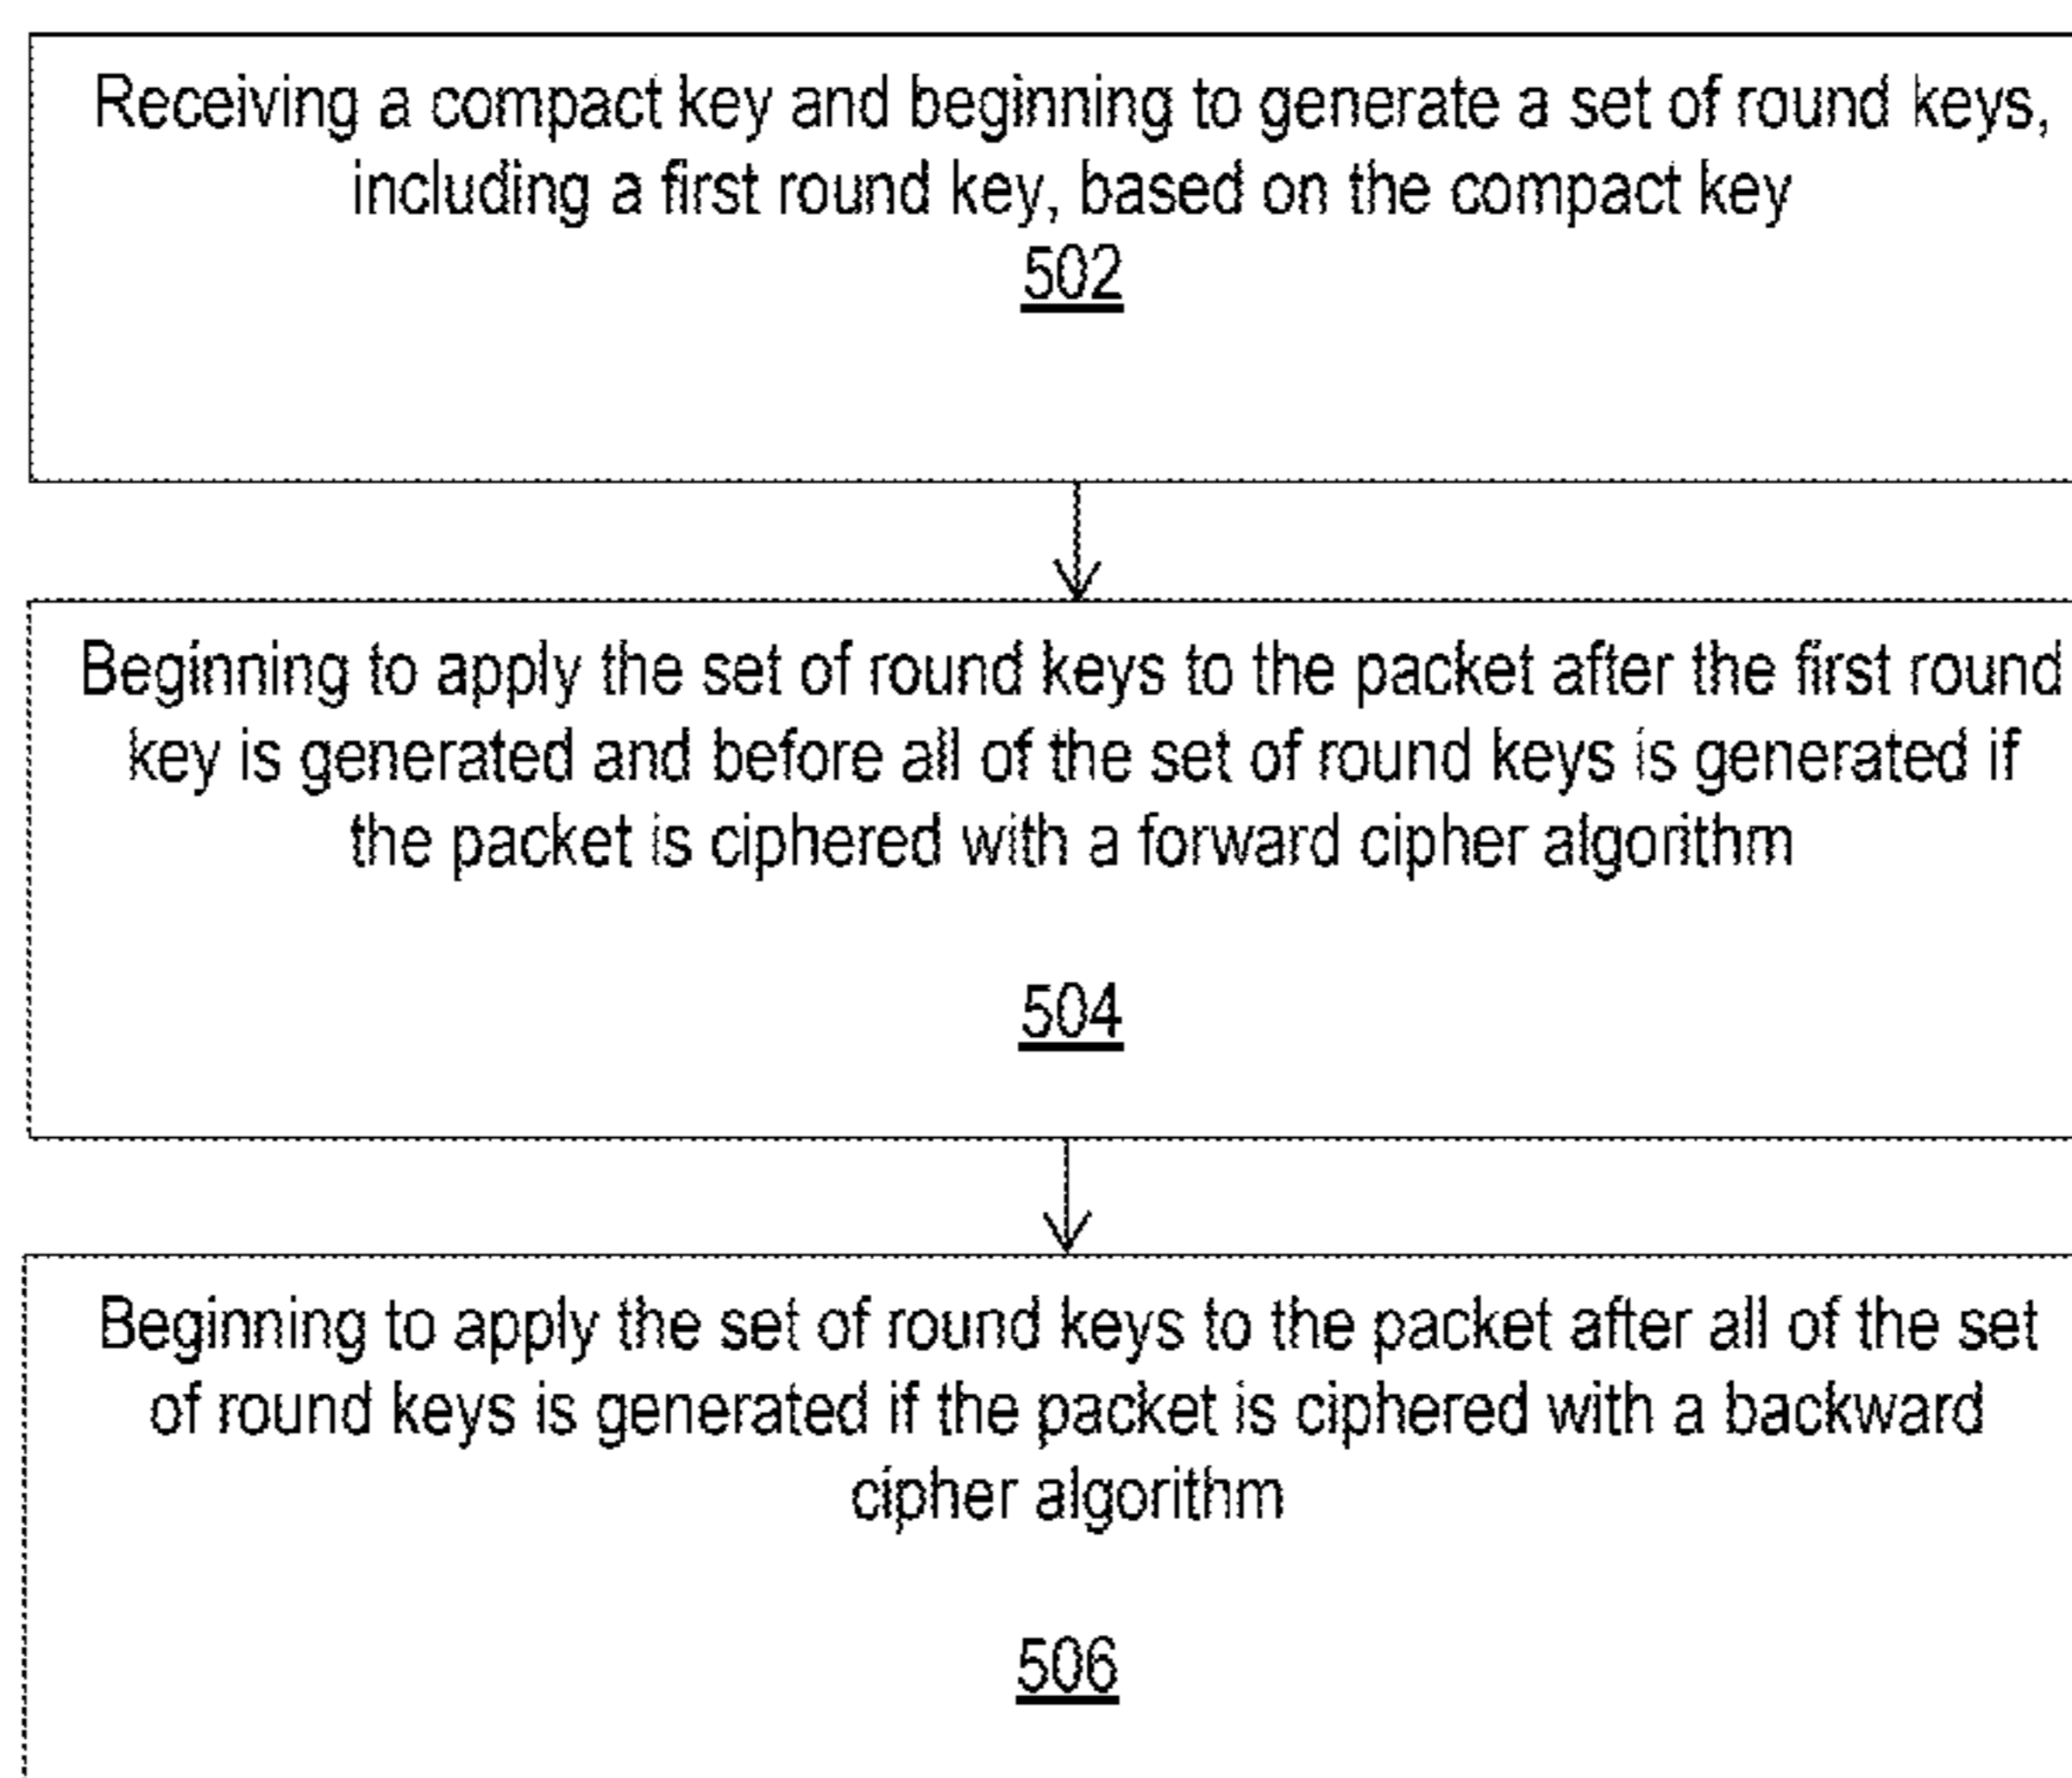 Receiving a compact key and beginning to generate a set of round keys,
including a first round key, based on the compact key
502
Beginning to apply the set of round keys to the packet after the first round
key is generated and before all of the set of round keys is generated if
the packet is ciphered with a forward cipher algorithm
504
Beginning to apply the set of round keys to the packet after all of the set
of round keys is generated if the packet is ciphered with a backward
cipher algorithm
506